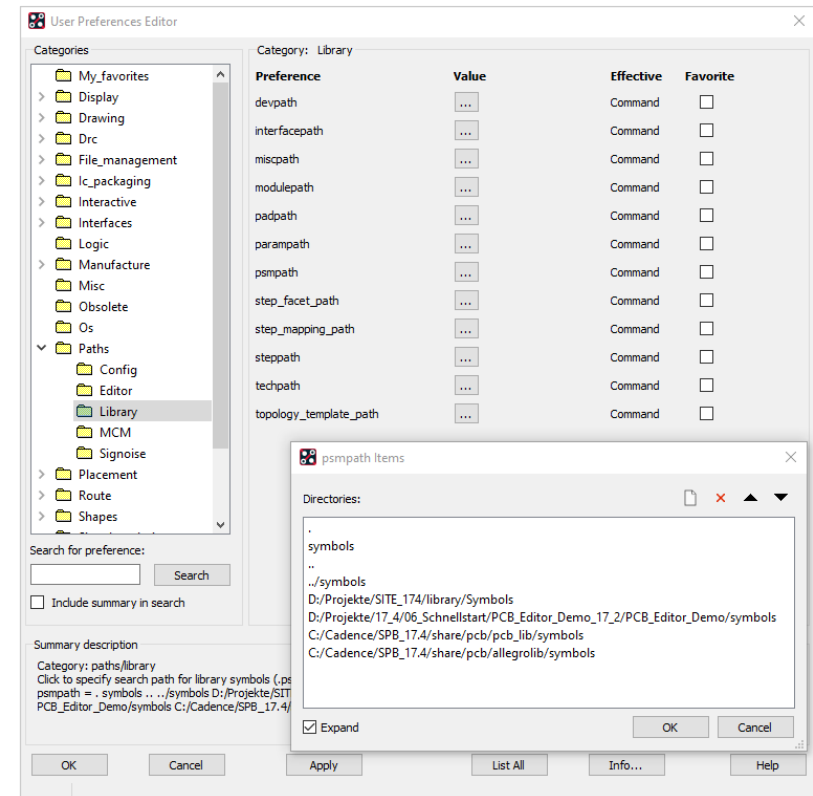 User Preferences Editor
Categories
My_favorites
Display
Drawing
Drc
File_management
Ic_packaging
Interactive
Interfaces
Logic
Manufacture
Misc
Obsolete
Os
Paths
Config
Editor
Library
MCM
Signoise
Placement
Route
Shapes
Search for preference:
Search
Include summary in search
Category: Library
Preference Value Effective Favorite
devpath ... Command
interfacepath ... Command
miscpath ... Command
modulepath ... Command
padpath ... Command
parampath ... Command
psmpath ... Command
step_facet_path ... Command
step_mapping_path ... Command
steppath ... Command
techpath ... Command
topology_template_path ... Command
Summary description
Category: paths/library
Click to specify search path for library symbols (.ps
psmpath = . symbols .. ../symbols D:/Projekte/SIT
PCB_Editor_Demo/symbols C:/Cadence/SPB_17.4/
psmpath Items
Directories:
.
symbols
..
../symbols
D:/Projekte/SITE_174/library/Symbols
D:/Projekte/17_4/06_Schnellstart/PCB_Editor_Demo_17_2/PCB_Editor_Demo/symbols
C:/Cadence/SPB_17.4/share/pcb/pcb_lib/symbols
C:/Cadence/SPB_17.4/share/pcb/allegrolib/symbols
Expand
OK Cancel
OK Cancel Apply List All Info... Help